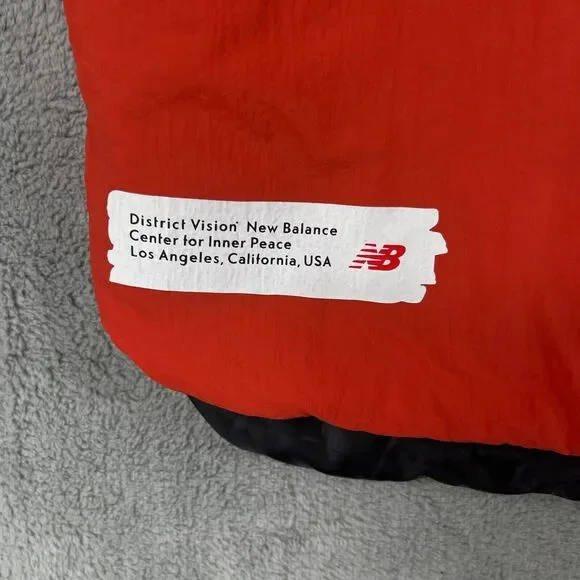 District Vision® New Balance
Center for Inner Peace
Los Angeles, California, USA
NB